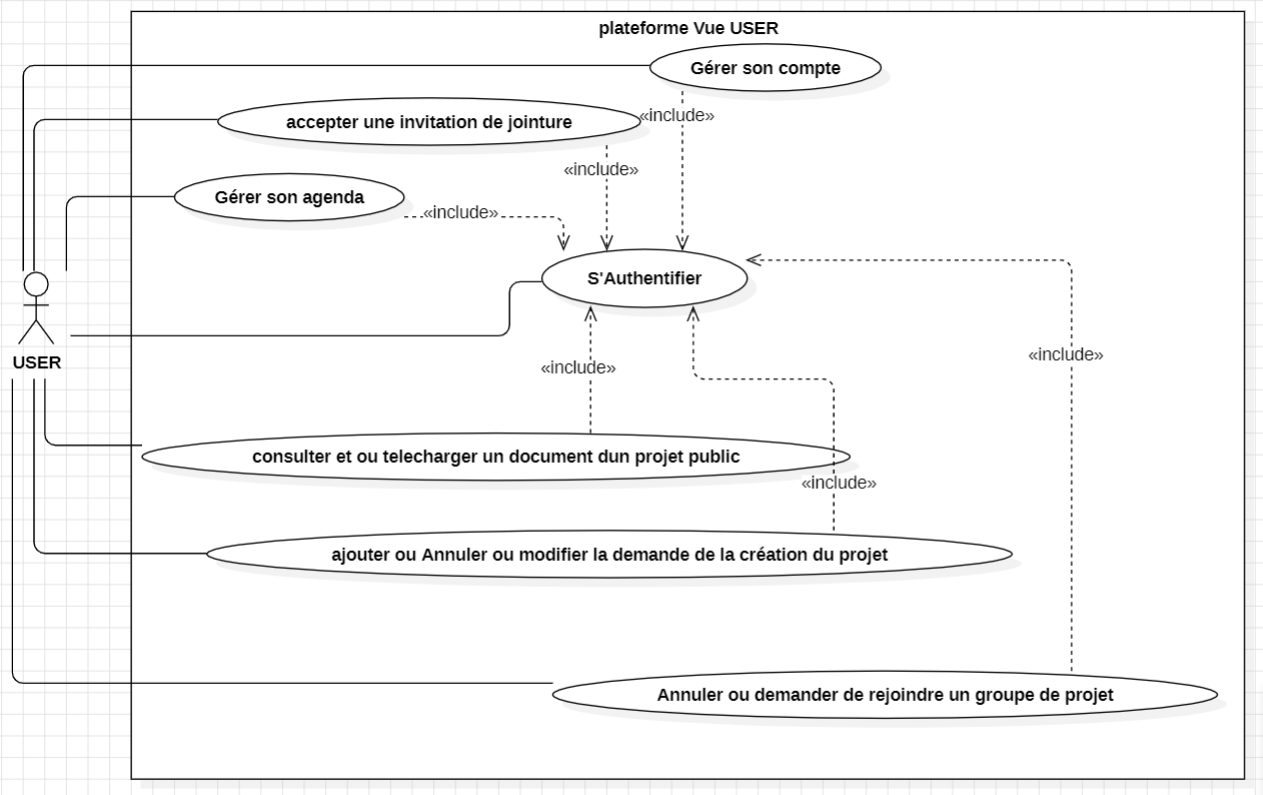 plateforme Vue USER
Gérer son compte
«include»
accepter une invitation de jointure
«include»
Gérer son agenda
«include»
S'Authentifier
USER
«include»
«include»
consulter et ou telecharger un document dun projet public
«include»
ajouter ou Annuler ou modifier la demande de la création du projet
Annuler ou demander de rejoindre un groupe de projet